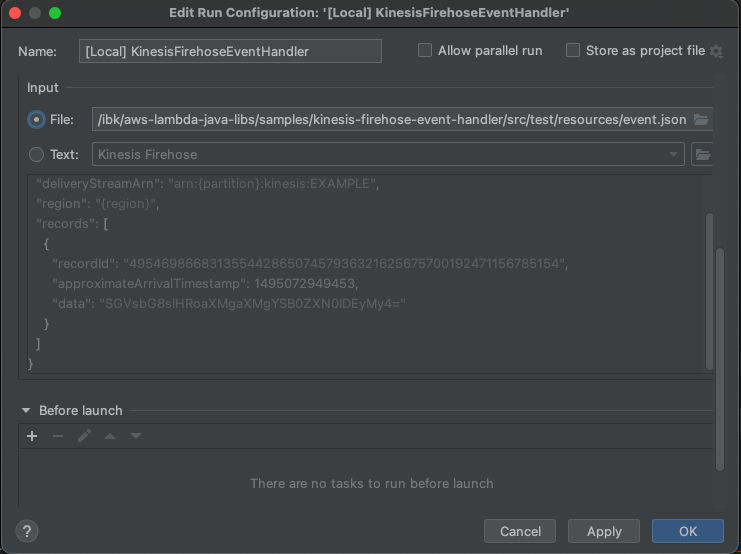 Edit Run Configuration: '[Local] KinesisFirehoseEventHandler'
Name: [Local] KinesisFirehoseEventHandler Allow parallel run Store as project file
Input
File: /ibk/aws-lambda-java-libs/samples/kinesis-firehose-event-handler/src/test/resources/event.json
Text: Kinesis Firehose
"deliveryStreamArn": "arn:{partition}:kinesis:EXAMPLE",
"region": "{region}",
"records": [
{
"recordId": "49546986683135544286507457936321625675700192471156785154",
"approximateArrivalTimestamp": 1495072949453,
"data": "SGVsbG8sIHRoaXMgaXMgYSB0ZXN0IDEyMy4="
}
]
}
Before launch
There are no tasks to run before launch
? Cancel Apply OK